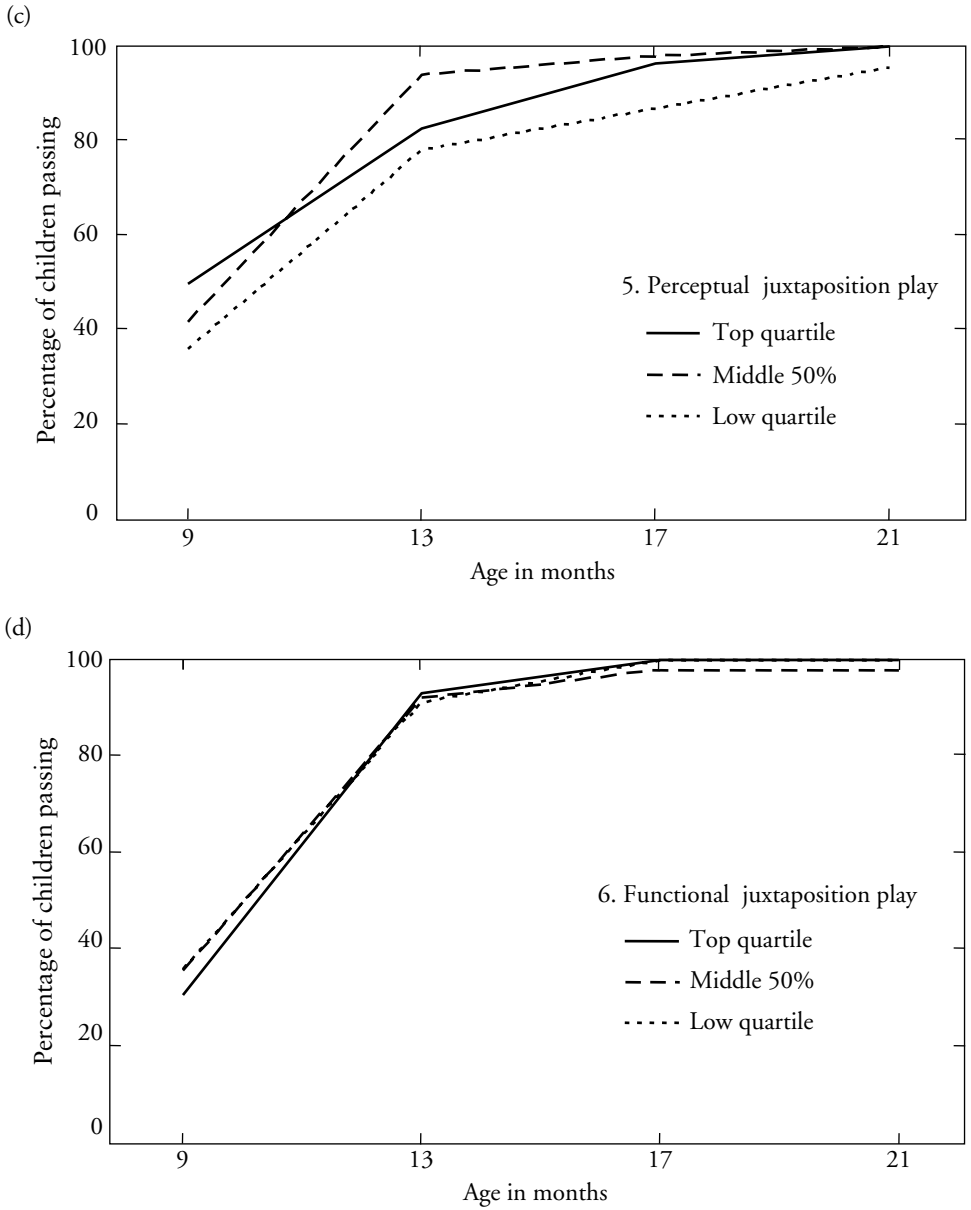 (c)
100
80
60
40
20
0
Percentage of children passing
5. Perceptual juxtaposition play
Top quartile
Middle 50%
Low quartile
9 13 17 21
Age in months
(d)
100
80
60
40
20
0
Percentage of children passing
6. Functional juxtaposition play
Top quartile
Middle 50%
Low quartile
9 13 17 21
Age in months